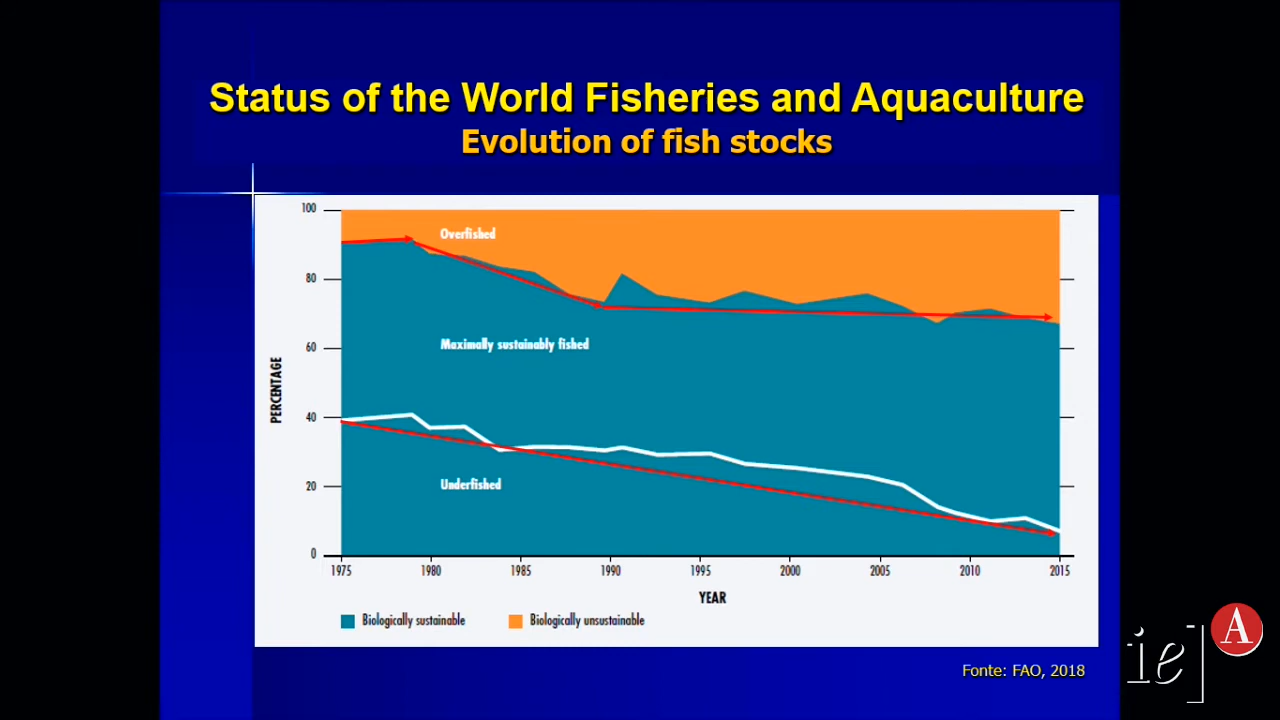 Status of the World Fisheries and Aquaculture
Evolution of fish stocks
100
80
60
40
20
0
PERCENTAGE
Overfished
Maximally sustainably fished
Underfished
1975 1980 1985 1990 1995 2000 2005 2010 2015
YEAR
Biologically sustainable Biologically unsustainable
Fonte: FAO, 2018
ie] A